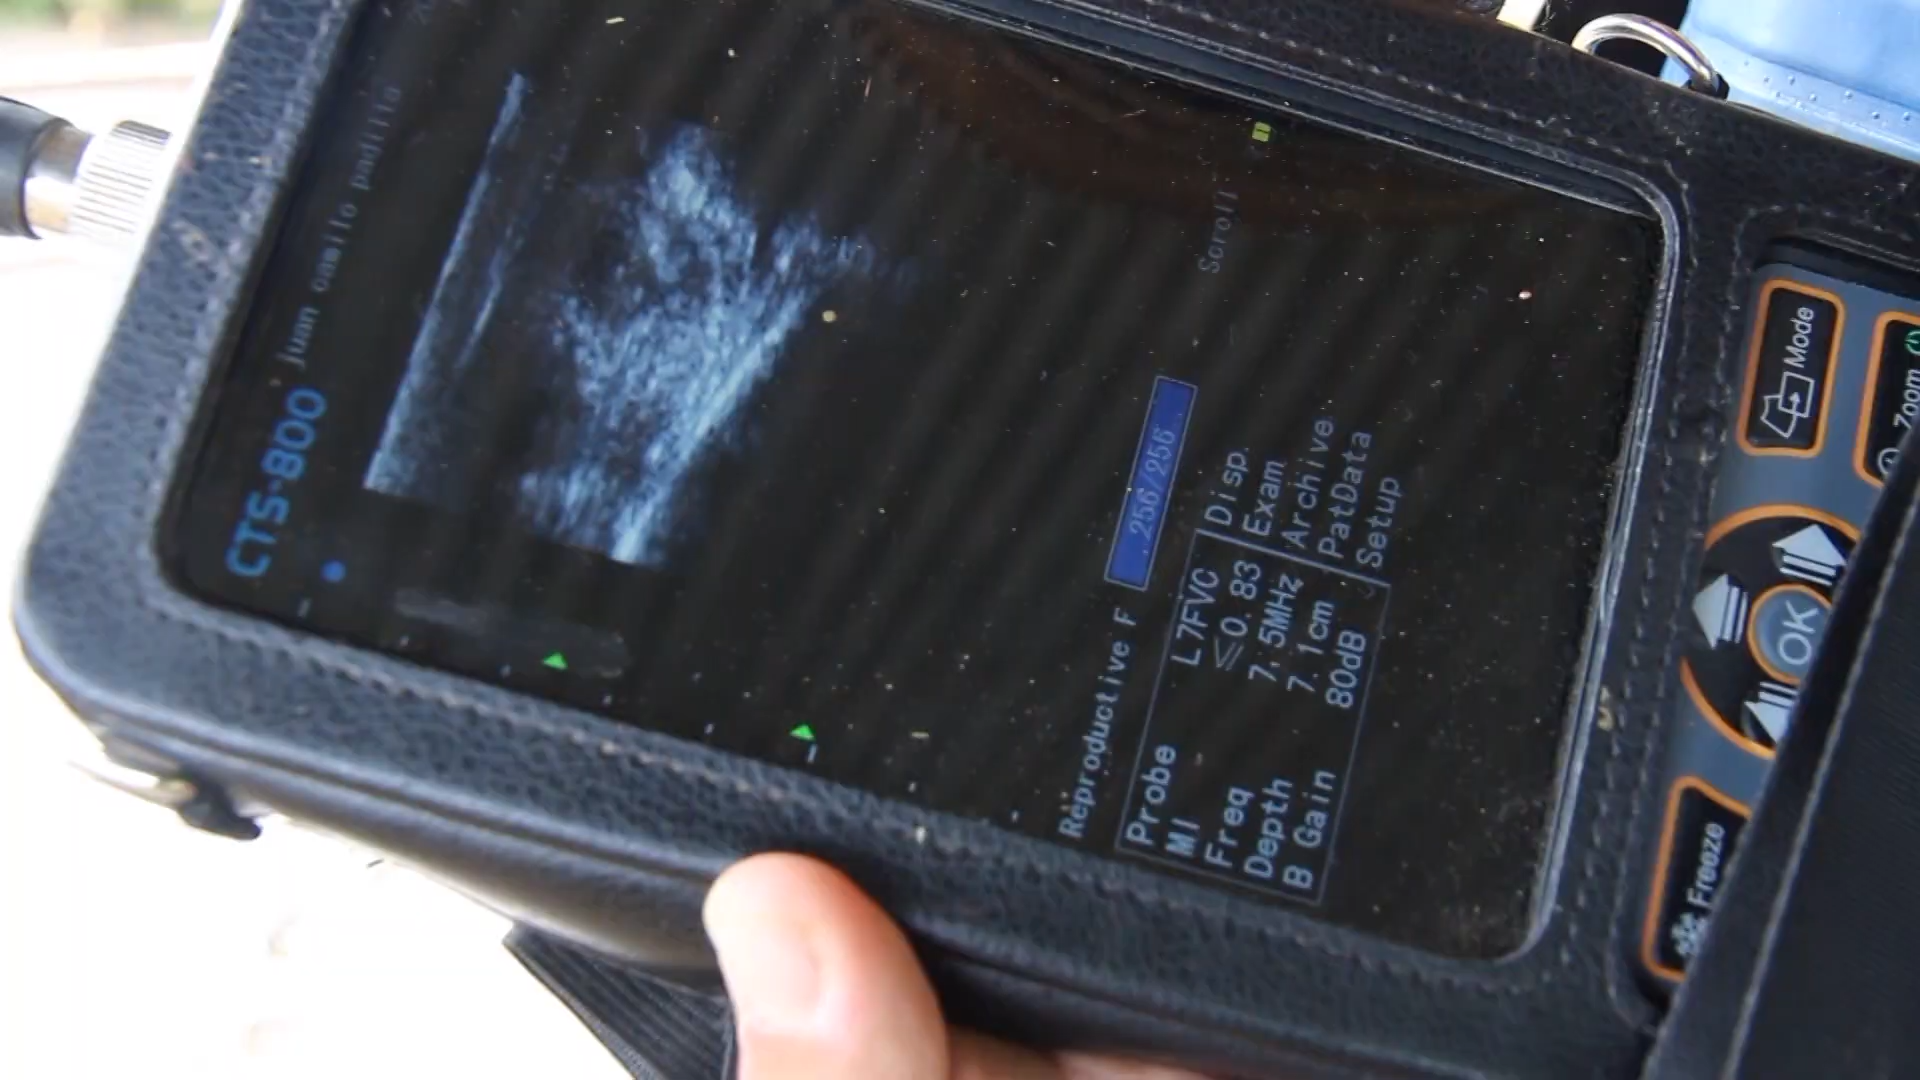 CTS-800
juan casilo padilla
Reproductive F
256/256
Scroll
Probe L7FVC
MI ≤0.83
Freq 7.5MHz
Depth 7.1cm
B Gain 80dB
Disp.
Exam
Archive
PatData
Setup
Mode
Zoom
OK
Freeze